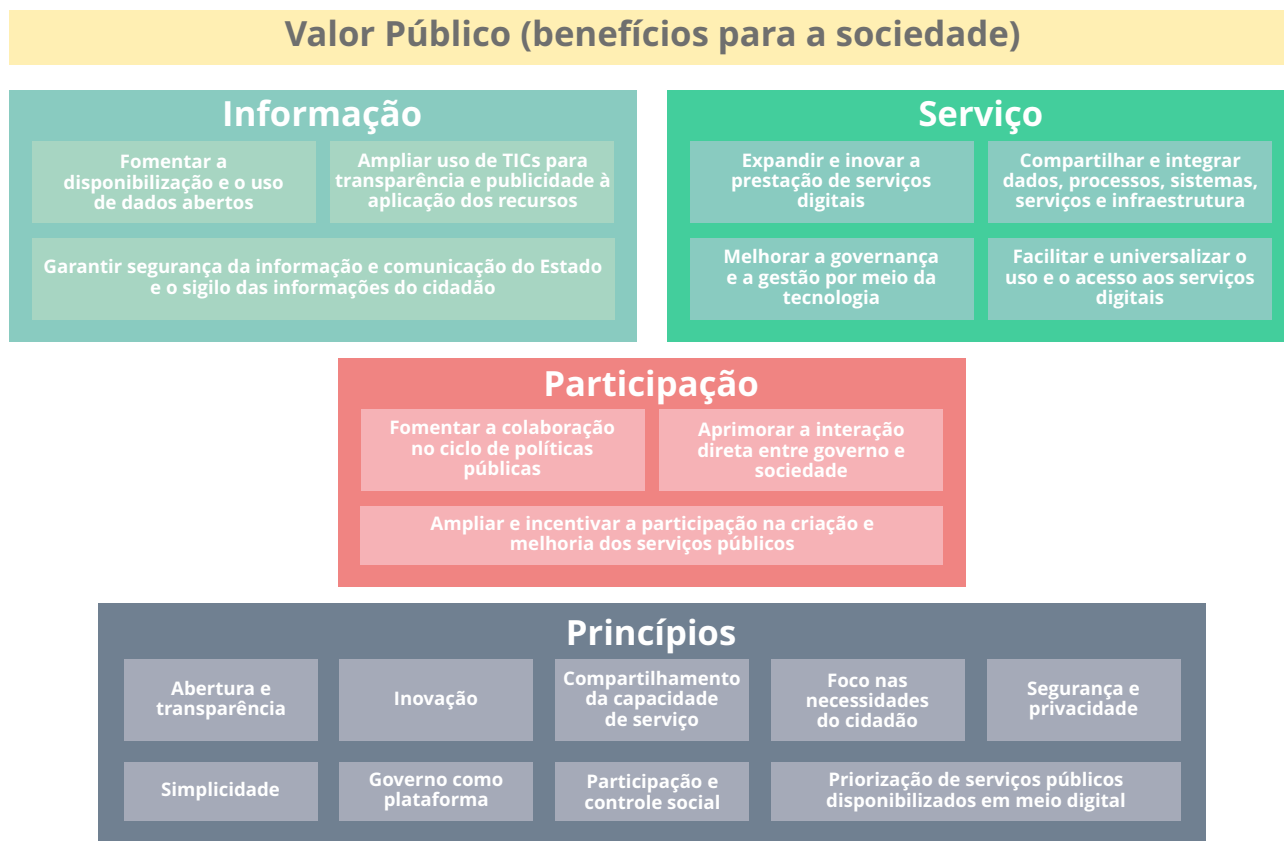 Valor Público (benefícios para a sociedade)
Informação
Fomentar a
disponibilização e o uso
de dados abertos
Ampliar uso de TICs para
transparência e publicidade à
aplicação dos recursos
Garantir segurança da informação e comunicação do Estado
e o sigilo das informações do cidadão
Serviço
Expandir e inovar a
prestação de serviços
digitais
Compartilhar e integrar
dados, processos, sistemas,
serviços e infraestrutura
Melhorar a governança
e a gestão por meio da
tecnologia
Facilitar e universalizar o
uso e o acesso aos serviços
digitais
Participação
Fomentar a colaboração
no ciclo de políticas
públicas
Aprimorar a interação
direta entre governo e
sociedade
Ampliar e incentivar a participação na criação e
melhoria dos serviços públicos
Princípios
Abertura e
transparência
Inovação
Compartilhamento
da capacidade
de serviço
Foco nas
necessidades
do cidadão
Segurança e
privacidade
Simplicidade
Governo como
plataforma
Participação e
controle social
Priorização de serviços públicos
disponibilizados em meio digital